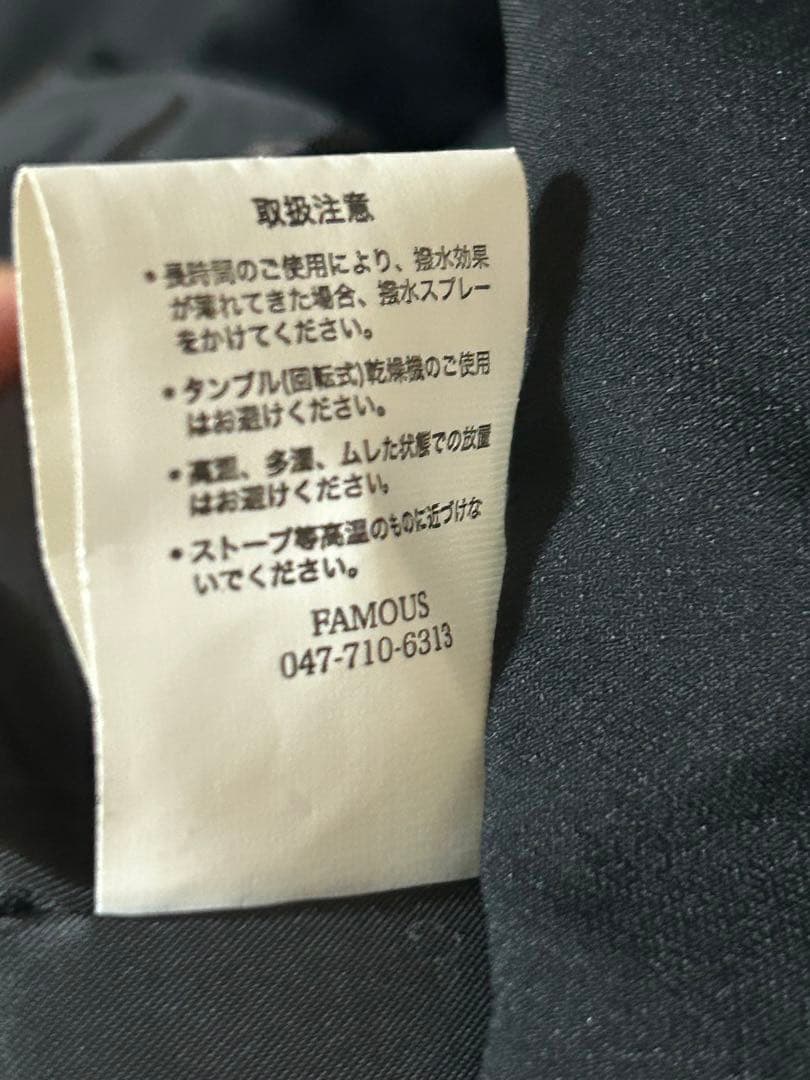 取扱注意
・長時間のご使用により、撥水効果
が薄れてきた場合、撥水スプレー
をかけてください。
・タンブル(回転式)乾燥機のご使用
はお避けください。
・高温、多湿、ムレた状態での放置
はお避けください。
・ストーブ等高温のものに近づけな
いでください。
FAMOUS
047-710-6313